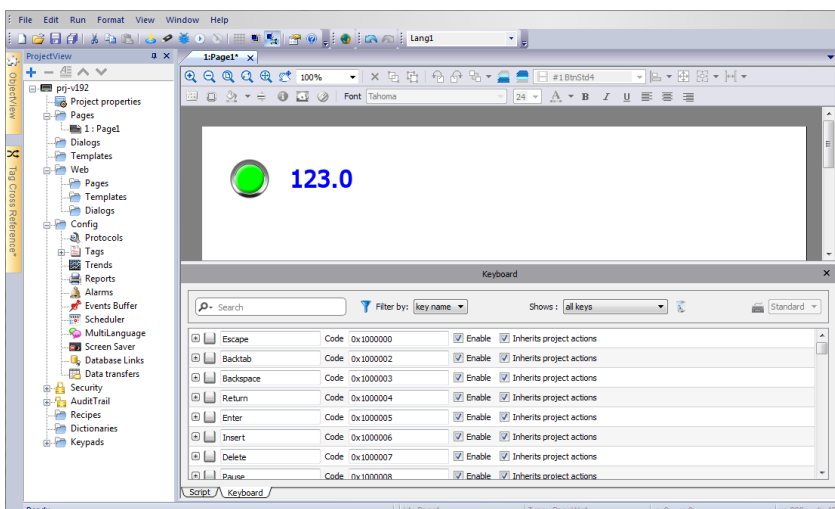 File Edit Run Format View Window Help
Lang1
ProjectView
1:Page1*
ObjectView
Tag Cross Reference*
prj-v192
Project properties
Pages
1 : Page1
Dialogs
Templates
Web
Pages
Templates
Dialogs
Config
Protocols
Tags
Trends
Reports
Alarms
Events Buffer
Scheduler
MultiLanguage
Screen Saver
Database Links
Data transfers
Security
AuditTrail
Recipes
Dictionaries
Keypads
100%
#1 BtnStd4
Font Tahoma 24 A B I U
123.0
Keyboard
Search Filter by: key name Shows : all keys Standard
Escape Code 0x1000000 Enable Inherits project actions
Backtab Code 0x1000002 Enable Inherits project actions
Backspace Code 0x1000003 Enable Inherits project actions
Return Code 0x1000004 Enable Inherits project actions
Enter Code 0x1000005 Enable Inherits project actions
Insert Code 0x1000006 Enable Inherits project actions
Delete Code 0x1000007 Enable Inherits project actions
Pause Code 0x1000008 Enable Inherits project actions
Script Keyboard